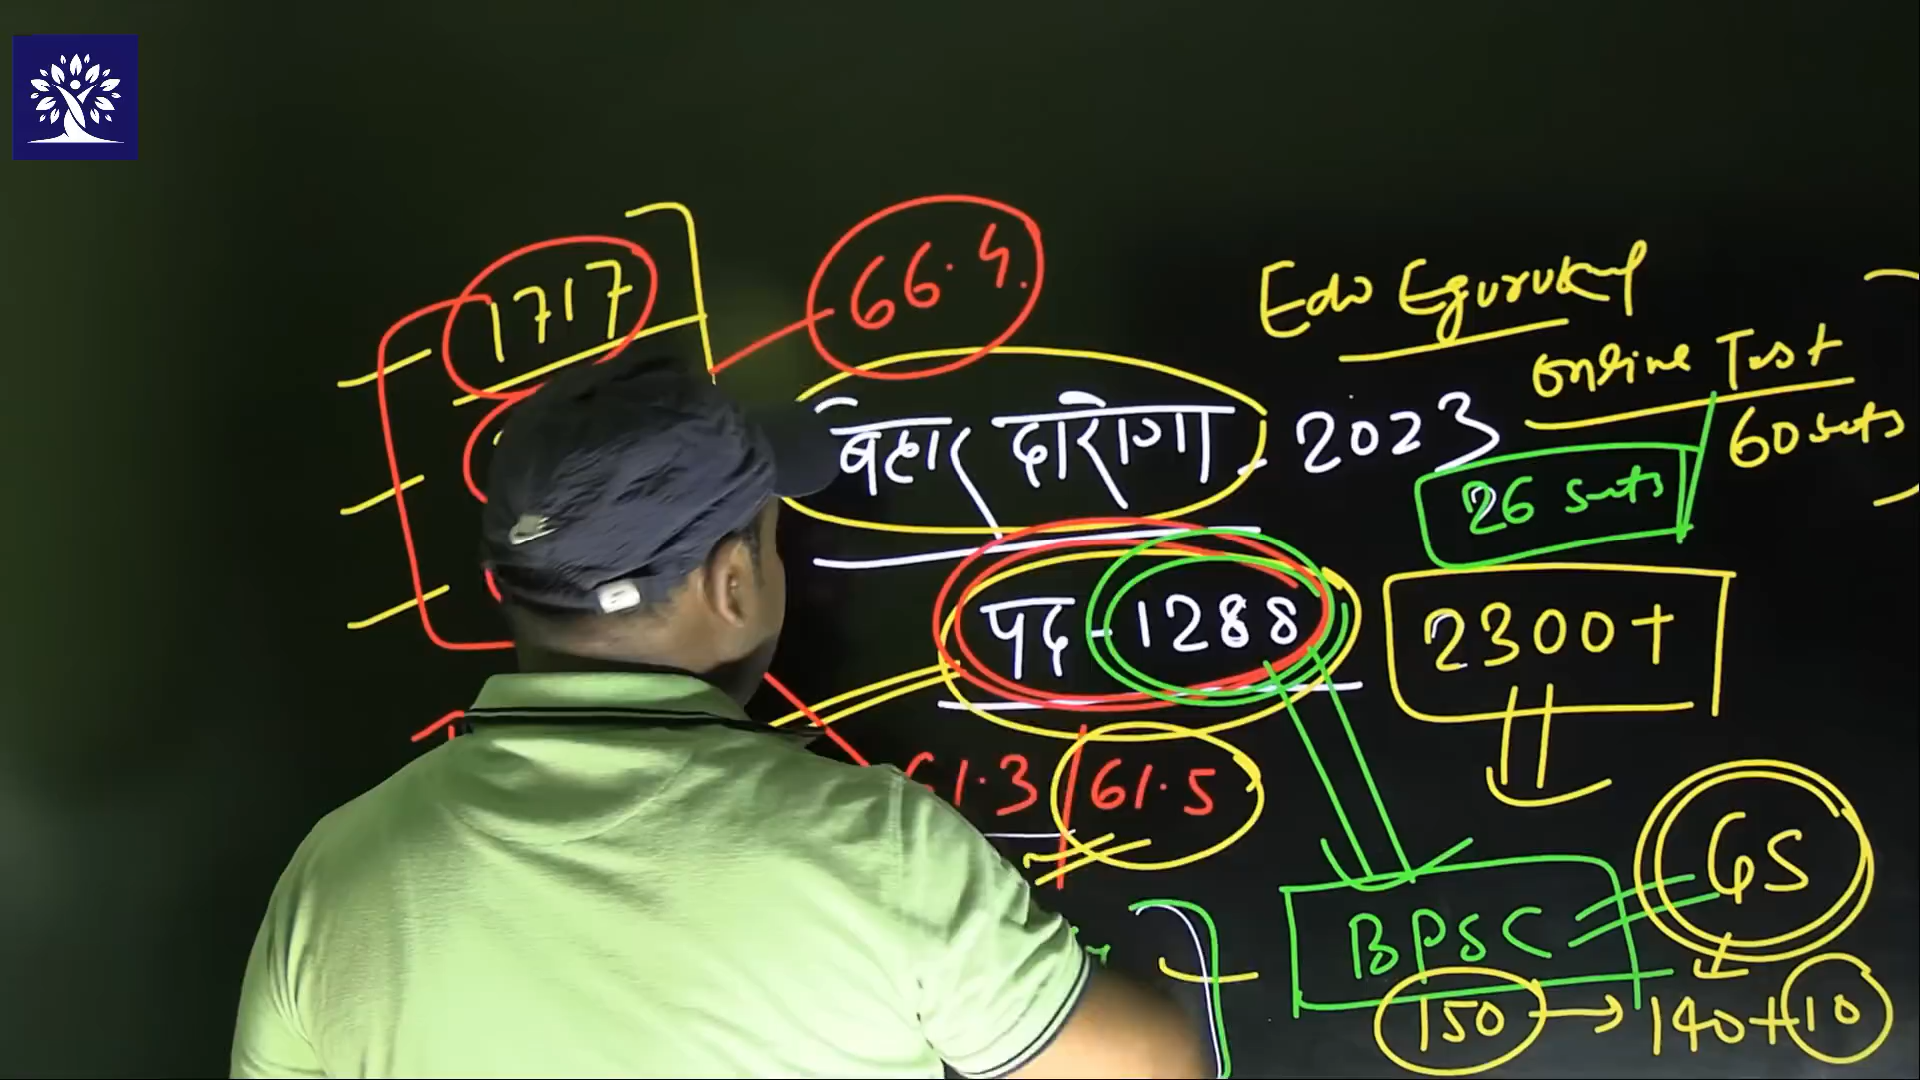 1717
66.4
Edu Egurukul
Online Test
60 sets
बिहार दारोगा - 2023
26 sets
पद - 1288
2300+
61.3 / 61.5
GS
BPSC
150 → 140 + 10